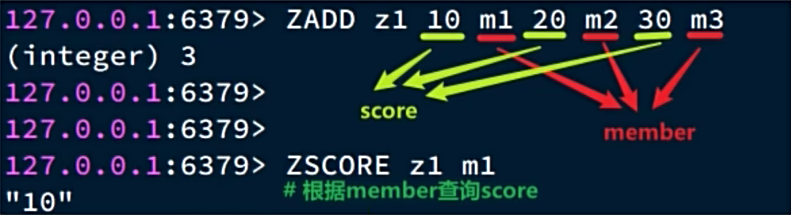 127.0.0.1:6379> ZADD z1 10 m1 20 m2 30 m3
(integer) 3
127.0.0.1:6379>
score
127.0.0.1:6379>
member
127.0.0.1:6379> ZSCORE z1 m1
"10"
# 根据member查询score